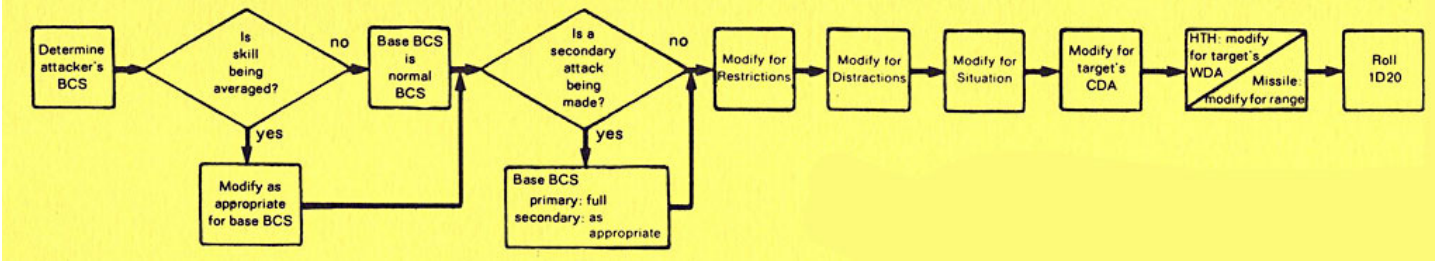 Determine
attacker's
BCS
Is
skill
being
averaged?
no
yes
Modify as
appropriate
for base BCS
Base BCS
is
normal
BCS
Is a
secondary
attack
being
made?
no
yes
Base BCS
primary: full
secondary: as
appropriate
Modify for
Restrictions
Modify for
Distractions
Modify for
Situation
Modify for
target's
CDA
HTH: modify
for target's
WDA
Missile:
modify for range
Roll
1D20